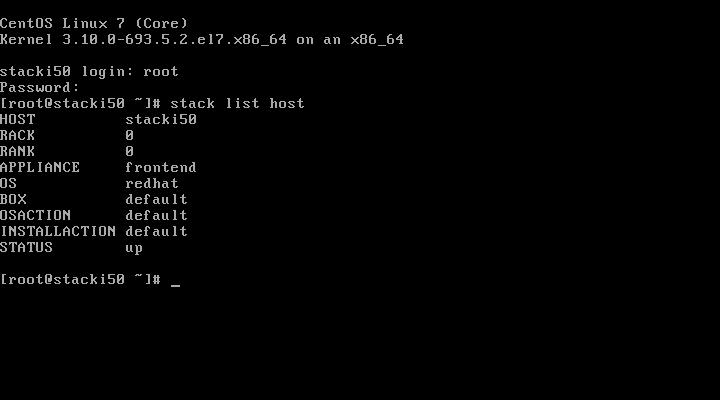 CentOS Linux 7 (Core)
Kernel 3.10.0-693.5.2.el7.x86_64 on an x86_64
stacki50 login: root
Password:
[root@stacki50 ~]# stack list host
HOST          stacki50
RACK          0
RANK          0
APPLIANCE     frontend
OS            redhat
BOX           default
OSACTION      default
INSTALLACTION default
STATUS        up
[root@stacki50 ~]# _